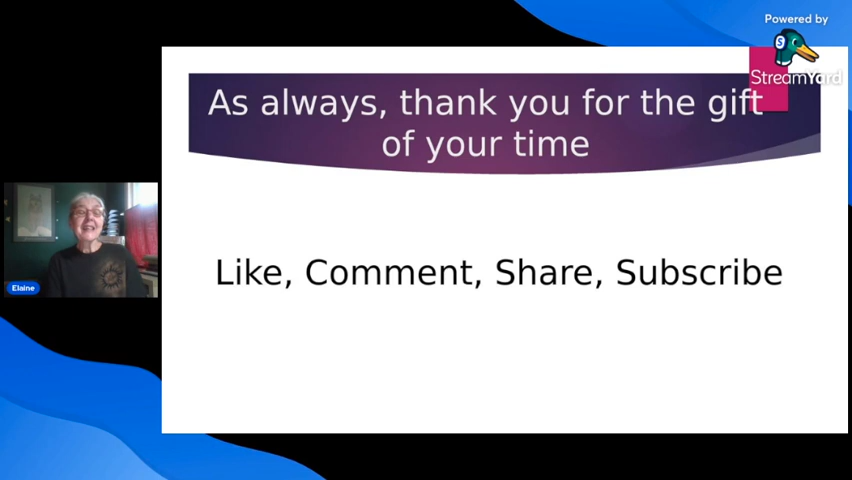 Powered by
StreamYard
As always, thank you for the gift
of your time
Like, Comment, Share, Subscribe
Elaine